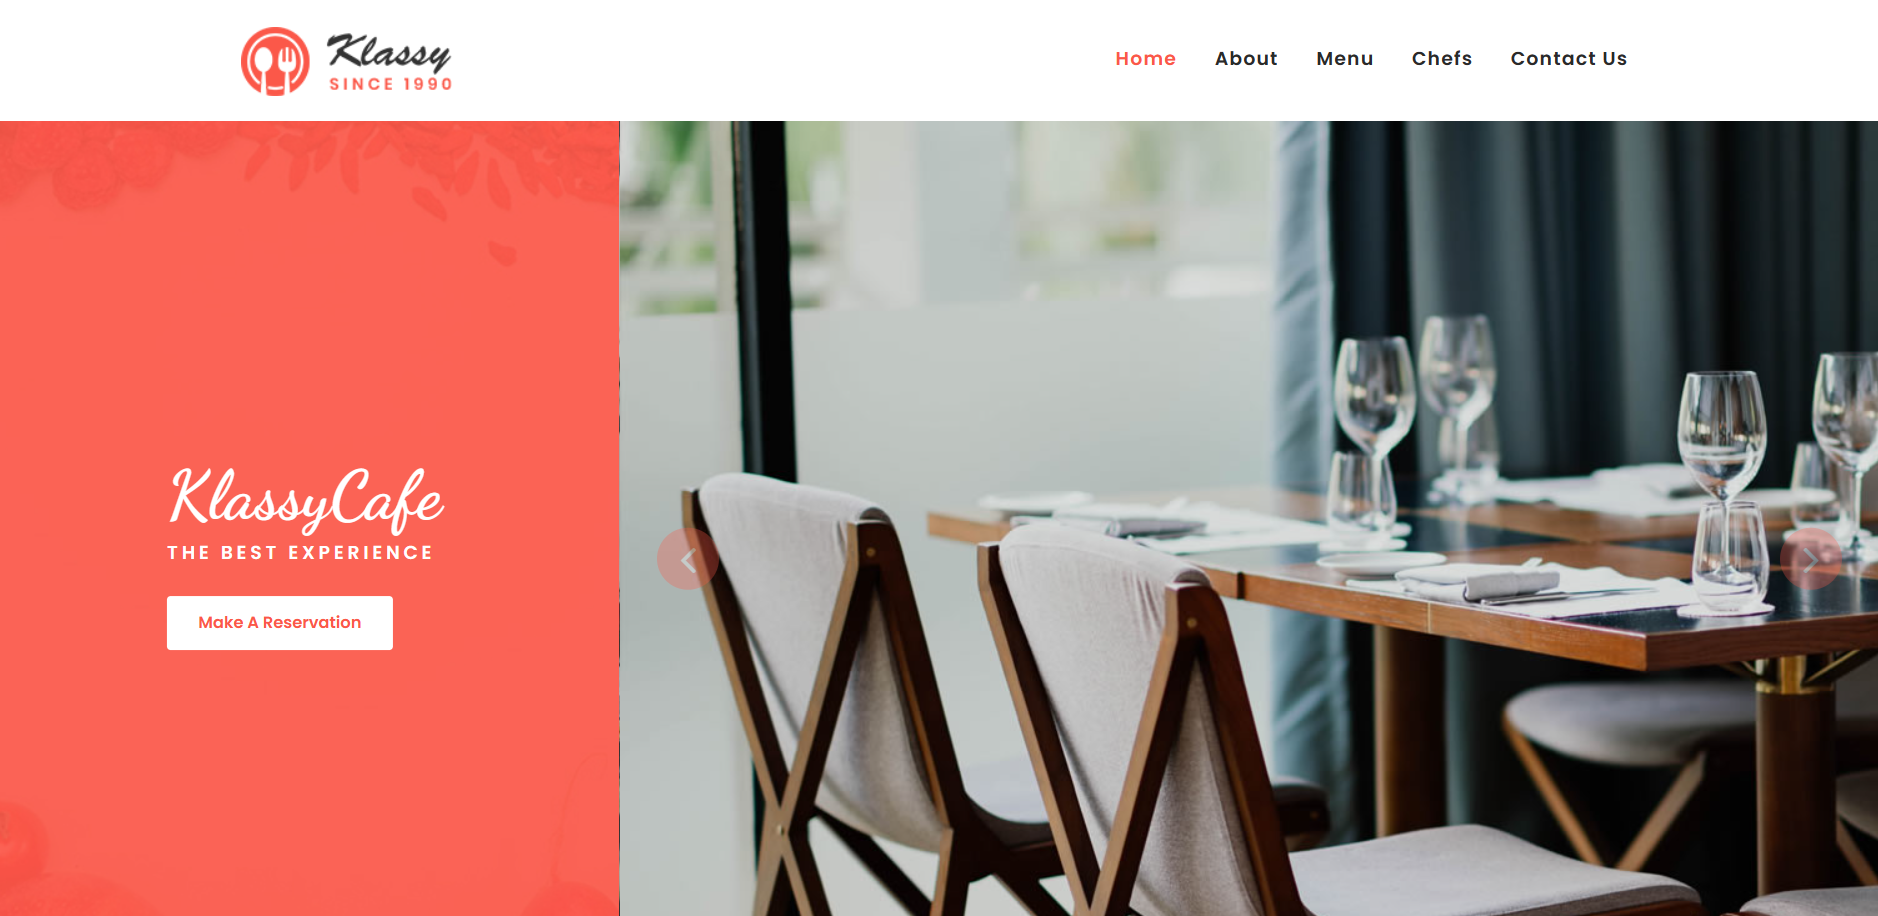 Klassy
SINCE 1990
Home About Menu Chefs Contact Us
KlassyCafe
THE BEST EXPERIENCE
Make A Reservation